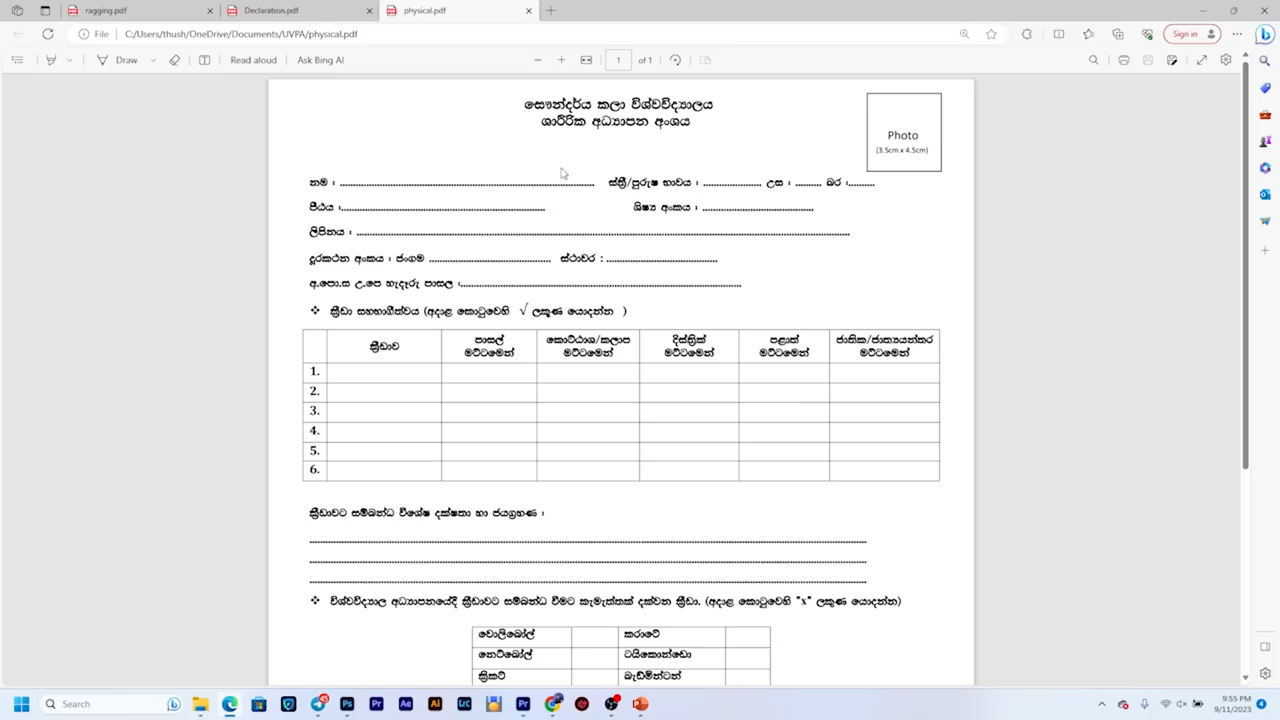 ragging.pdf
Declaration.pdf
physical.pdf
File C:/Users/thush/OneDrive/Documents/UVPA/physical.pdf
Sign in
Draw Read aloud Ask Bing AI 1 of 1
සෞන්දර්ය කලා විශ්වවිද්‍යාලය
ශාරීරික අධ්‍යාපන අංශය
Photo
(3.5cm x 4.5cm)
නම : ........ ස්ත්‍රී/පුරුෂ භාවය : ........ උස : ........ බර :........
පීඨය :........ ශිෂ්‍ය අංකය : ........
ලිපිනය : ........
දුරකථන අංකය : ජංගම ........ ස්ථාවර : ........
අ.පො.ස උ.පෙ හැදෑරූ පාසල :........
❖ ක්‍රීඩා සහභාගීත්වය (අදාළ කොටුවෙහි √ ලකුණ යොදන්න )
ක්‍රීඩාව
පාසල් මට්ටමෙන්
කොට්ඨාශ/කලාප මට්ටමෙන්
දිස්ත්‍රික් මට්ටමෙන්
පළාත් මට්ටමෙන්
ජාතික/ජාත්‍යයන්තර මට්ටමෙන්
1.
2.
3.
4.
5.
6.
ක්‍රීඩාවට සම්බන්ධ විශේෂ දක්ෂතා හා ජයග්‍රහණ :
❖ විශ්වවිද්‍යාල අධ්‍යාපනයේදි ක්‍රීඩාවට සම්බන්ධ වීමට කැමැත්තක් දක්වන ක්‍රීඩා. (අදාළ කොටුවෙහි "x" ලකුණ යොදන්න)
වොලිබෝල් කරාටේ
නෙට්බෝල් ටයිකොන්ඩො
ක්‍රිකට් බැඩ්මින්ටන්
Search
45
9:55 PM
9/11/2023